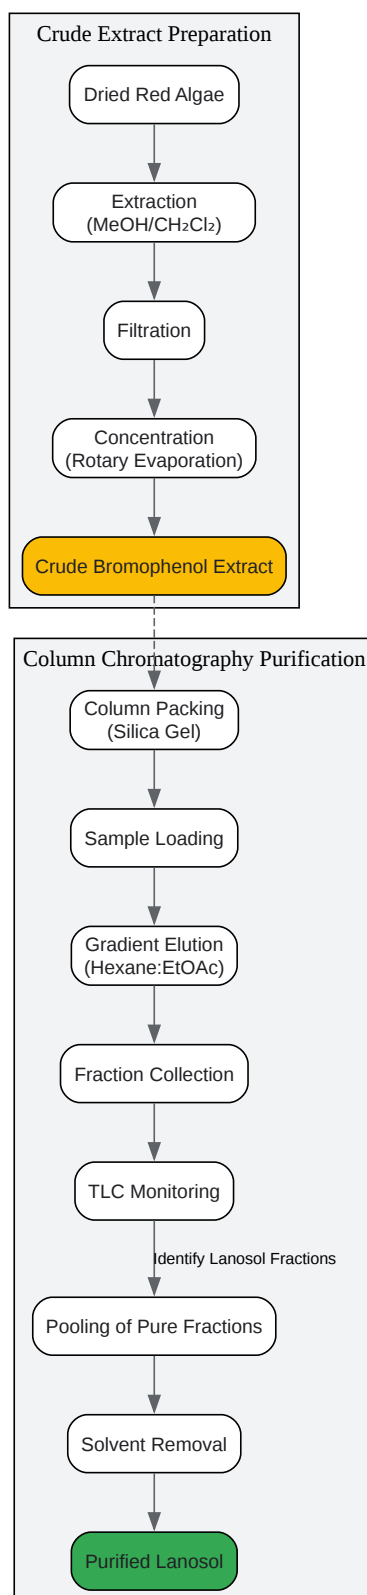 Crude Extract Preparation
Dried Red Algae
Extraction
(MeOH/CH₂Cl₂)
Filtration
Concentration
(Rotary Evaporation)
Crude Bromophenol Extract
Column Chromatography Purification
Column Packing
(Silica Gel)
Sample Loading
Gradient Elution
(Hexane:EtOAc)
Fraction Collection
TLC Monitoring
Identify Lanosol Fractions
Pooling of Pure Fractions
Solvent Removal
Purified Lanosol